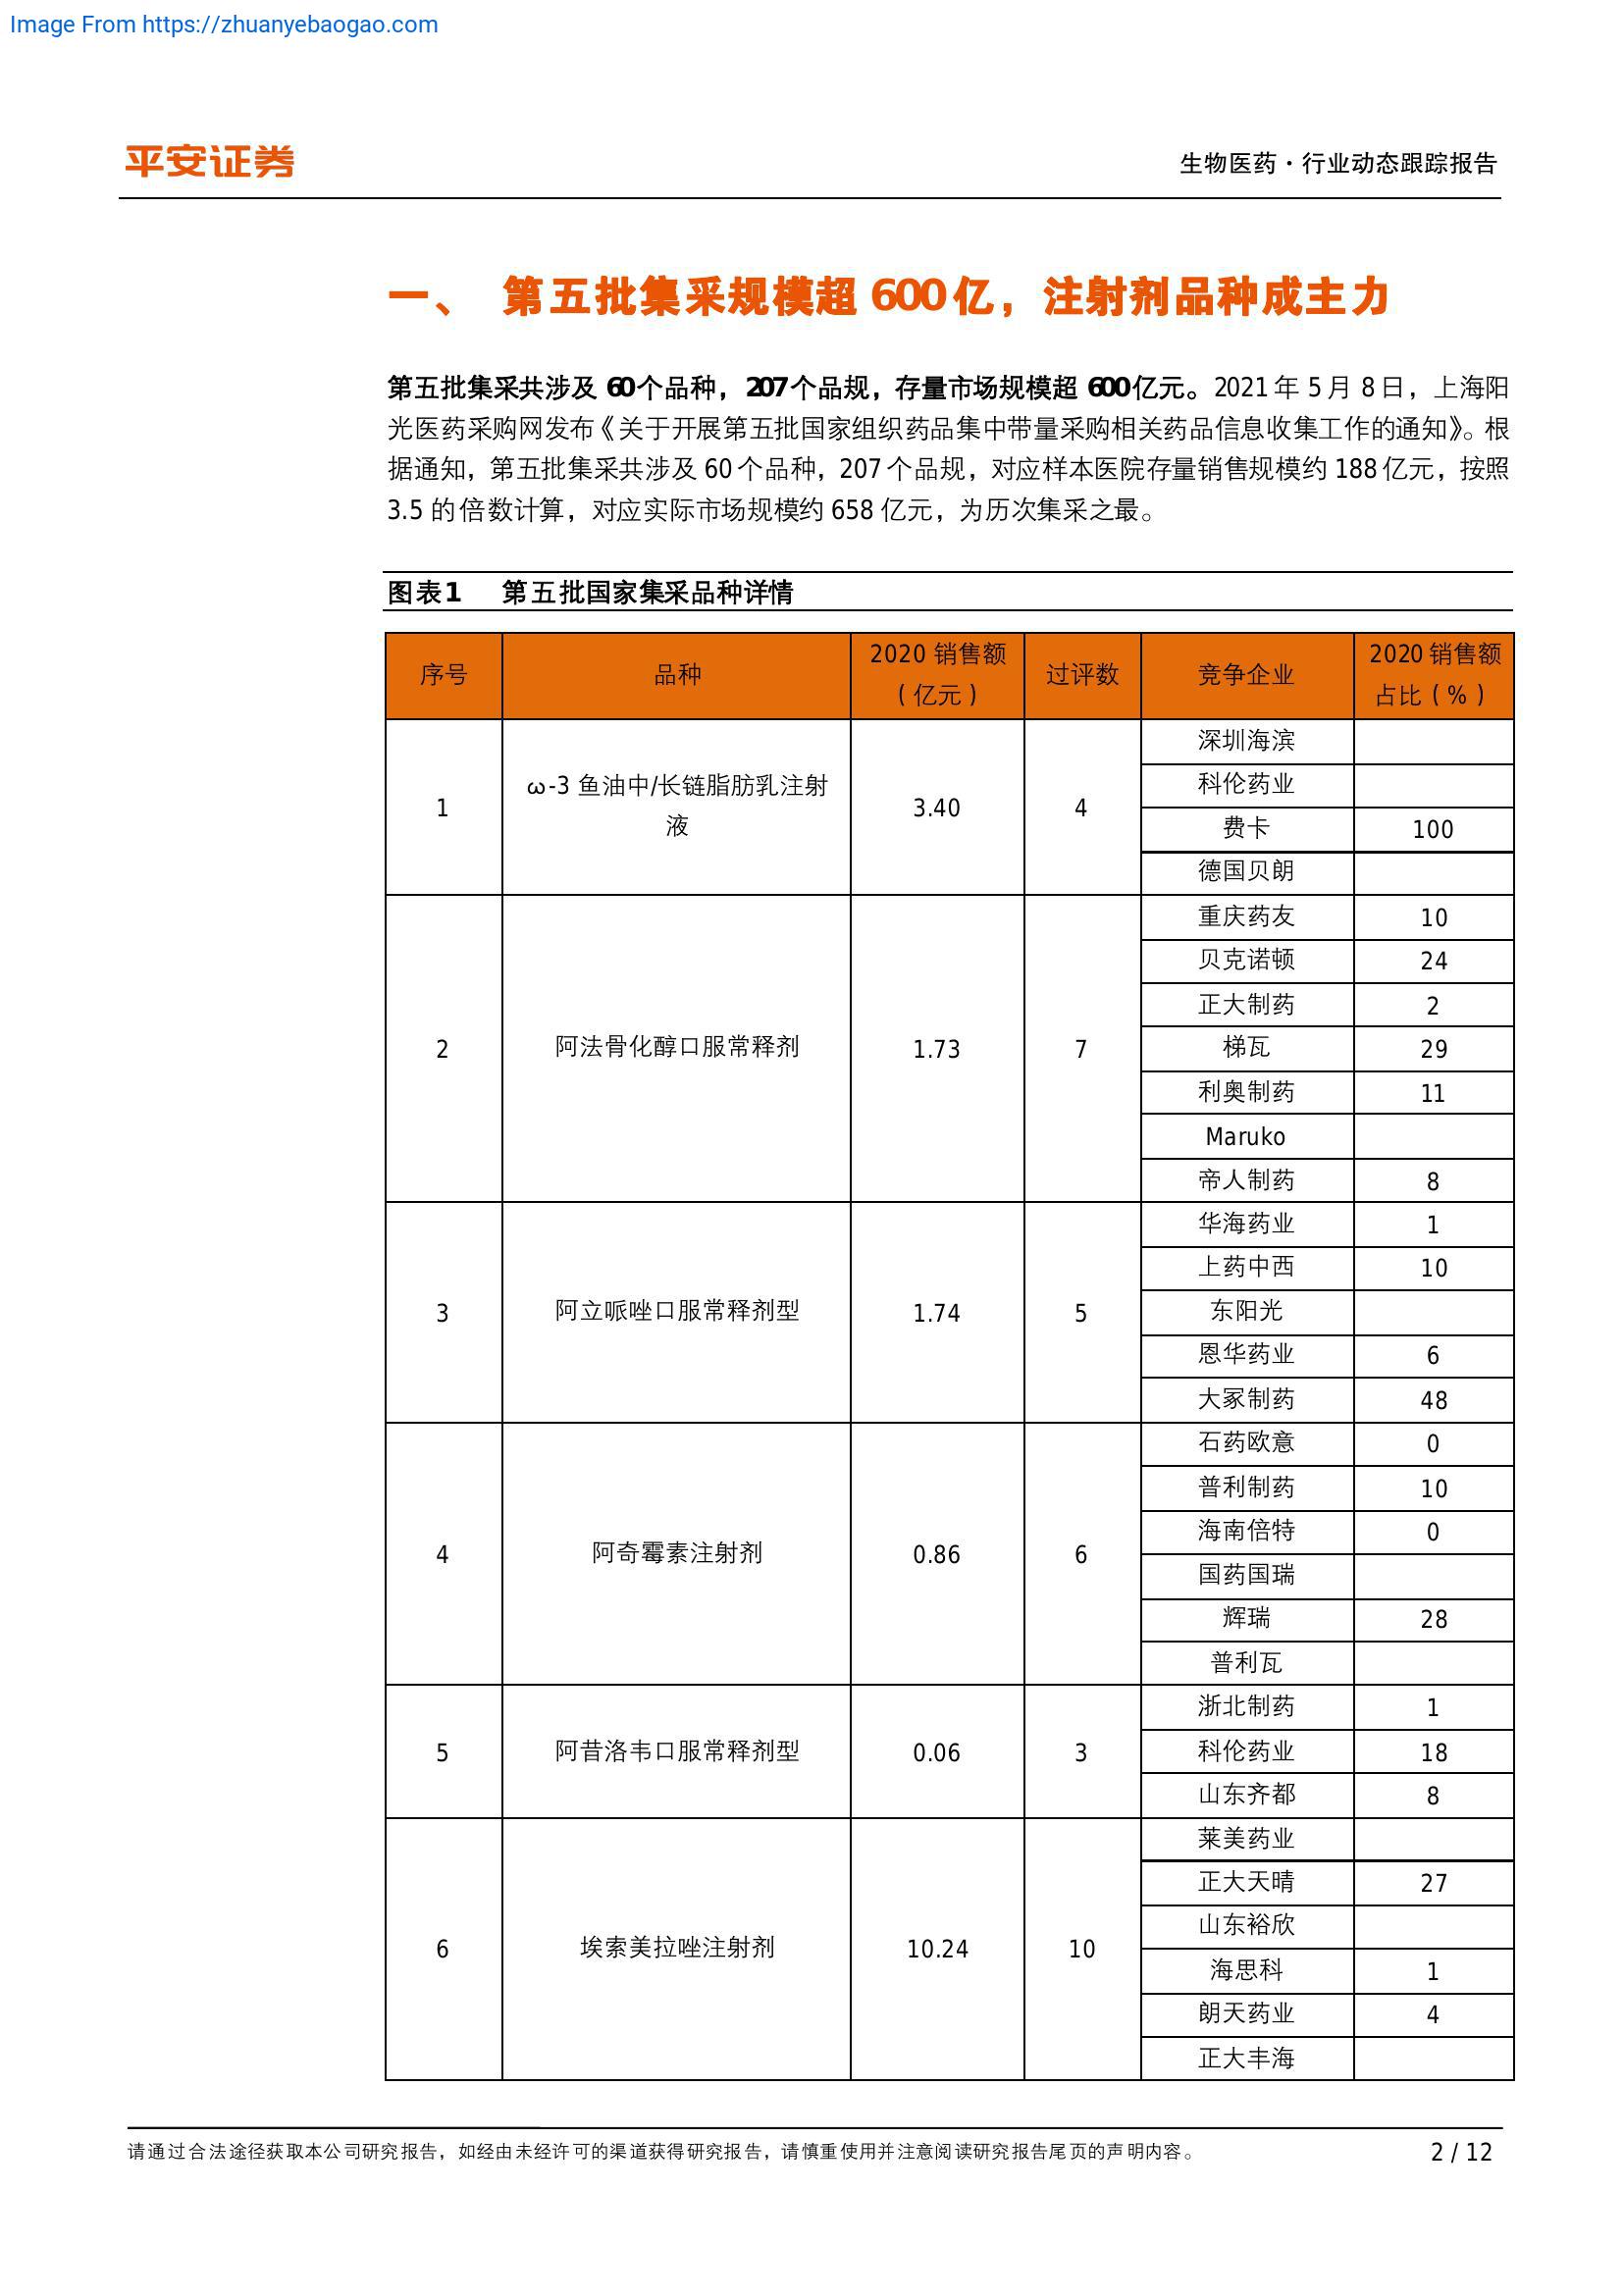 Image From https://zhuanyebaogao.com
平安证券
生物医药·行业动态跟踪报告
一、 第五批集采规模超 600 亿，注射剂品种成主力
第五批集采共涉及 60 个品种，207 个品规，存量市场规模超 600 亿元。2021 年 5 月 8 日，上海阳
光医药采购网发布《关于开展第五批国家组织药品集中带量采购相关药品信息收集工作的通知》。根
据通知，第五批集采共涉及 60 个品种，207 个品规，对应样本医院存量销售规模约 188 亿元，按照
3.5 的倍数计算，对应实际市场规模约 658 亿元，为历次集采之最。
图表1 第五批国家集采品种详情
序号 品种 2020 销售额（亿元） 过评数 竞争企业 2020 销售额占比（%）
1 ω-3 鱼油中/长链脂肪乳注射液 3.40 4 深圳海滨
科伦药业
费卡 100
德国贝朗
2 阿法骨化醇口服常释剂 1.73 7 重庆药友 10
贝克诺顿 24
正大制药 2
梯瓦 29
利奥制药 11
Maruko
帝人制药 8
3 阿立哌唑口服常释剂型 1.74 5 华海药业 1
上药中西 10
东阳光
恩华药业 6
大冢制药 48
4 阿奇霉素注射剂 0.86 6 石药欧意 0
普利制药 10
海南倍特 0
国药国瑞
辉瑞 28
普利瓦
5 阿昔洛韦口服常释剂型 0.06 3 浙北制药 1
科伦药业 18
山东齐都 8
6 埃索美拉唑注射剂 10.24 10 莱美药业
正大天晴 27
山东裕欣
海思科 1
朗天药业 4
正大丰海
请通过合法途径获取本公司研究报告，如经由未经许可的渠道获得研究报告，请慎重使用并注意阅读研究报告尾页的声明内容。
2 / 12